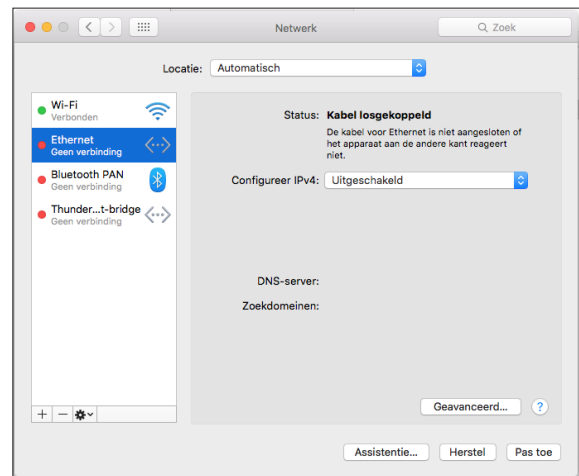 Netwerk
Zoek
Locatie: Automatisch
Wi-Fi
Verbonden
Ethernet
Geen verbinding
Bluetooth PAN
Geen verbinding
Thunder...t-bridge
Geen verbinding
Status: Kabel losgekoppeld
De kabel voor Ethernet is niet aangesloten of
het apparaat aan de andere kant reageert
niet.
Configureer IPv4: Uitgeschakeld
DNS-server:
Zoekdomeinen:
Geavanceerd... ?
Assistentie... Herstel Pas toe